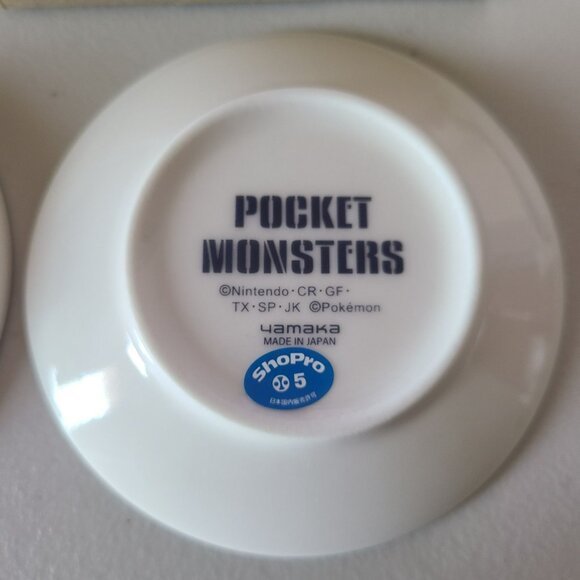 POCKET
MONSTERS
©Nintendo・CR・GF・
TX・SP・JK ©Pokémon
yamaka
MADE IN JAPAN
ShoPro
5
日本国内販売許可